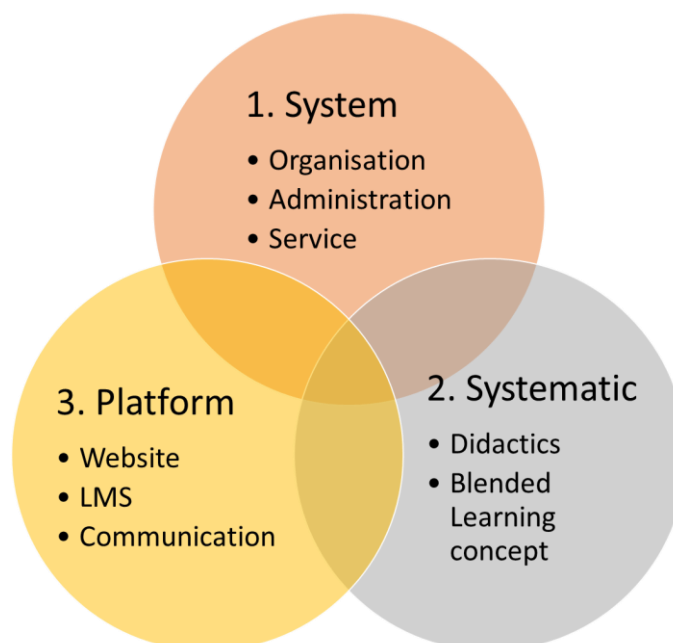 1. System
• Organisation
• Administration
• Service
2. Systematic
• Didactics
• Blended
Learning
concept
3. Platform
• Website
• LMS
• Communication